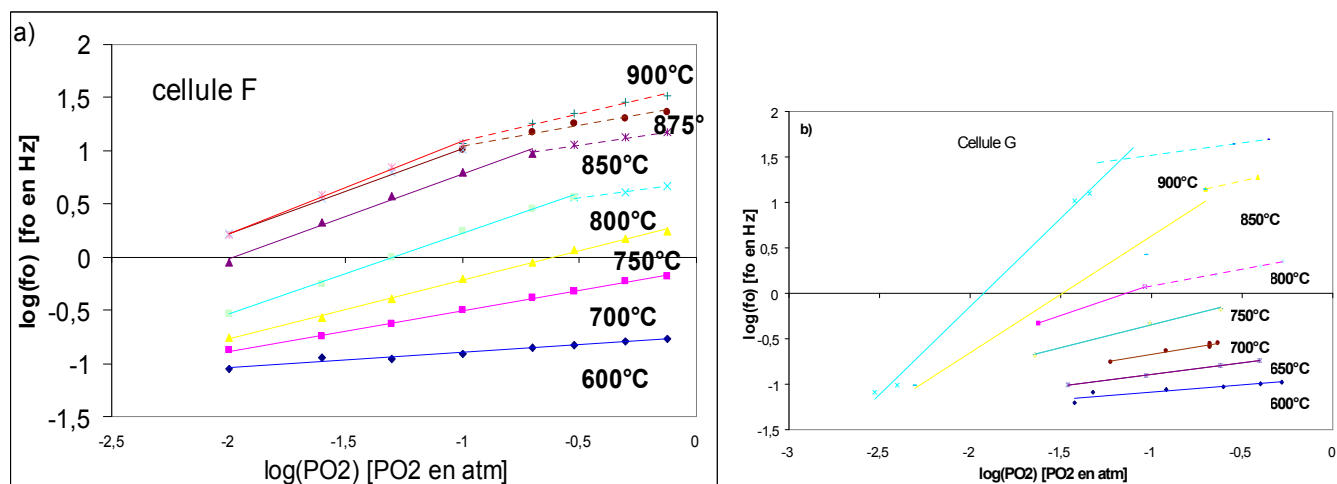 a)
cellule F
2
1,5
1
0,5
0
-0,5
-1
-1,5
-2,5
-2
-1,5
-1
-0,5
0
900°C
875°
850°C
800°C
750°C
700°C
600°C
log(fo) [fo en Hz]
log(PO2) [PO2 en atm]
b)
Cellule G
2
1,5
1
0,5
0
-0,5
-1
-1,5
-3
-2,5
-2
-1,5
-1
-0,5
0
900°C
850°C
800°C
750°C
700°C
650°C
600°C
log(fo) [fo en Hz]
log(PO2) [PO2 en atm]